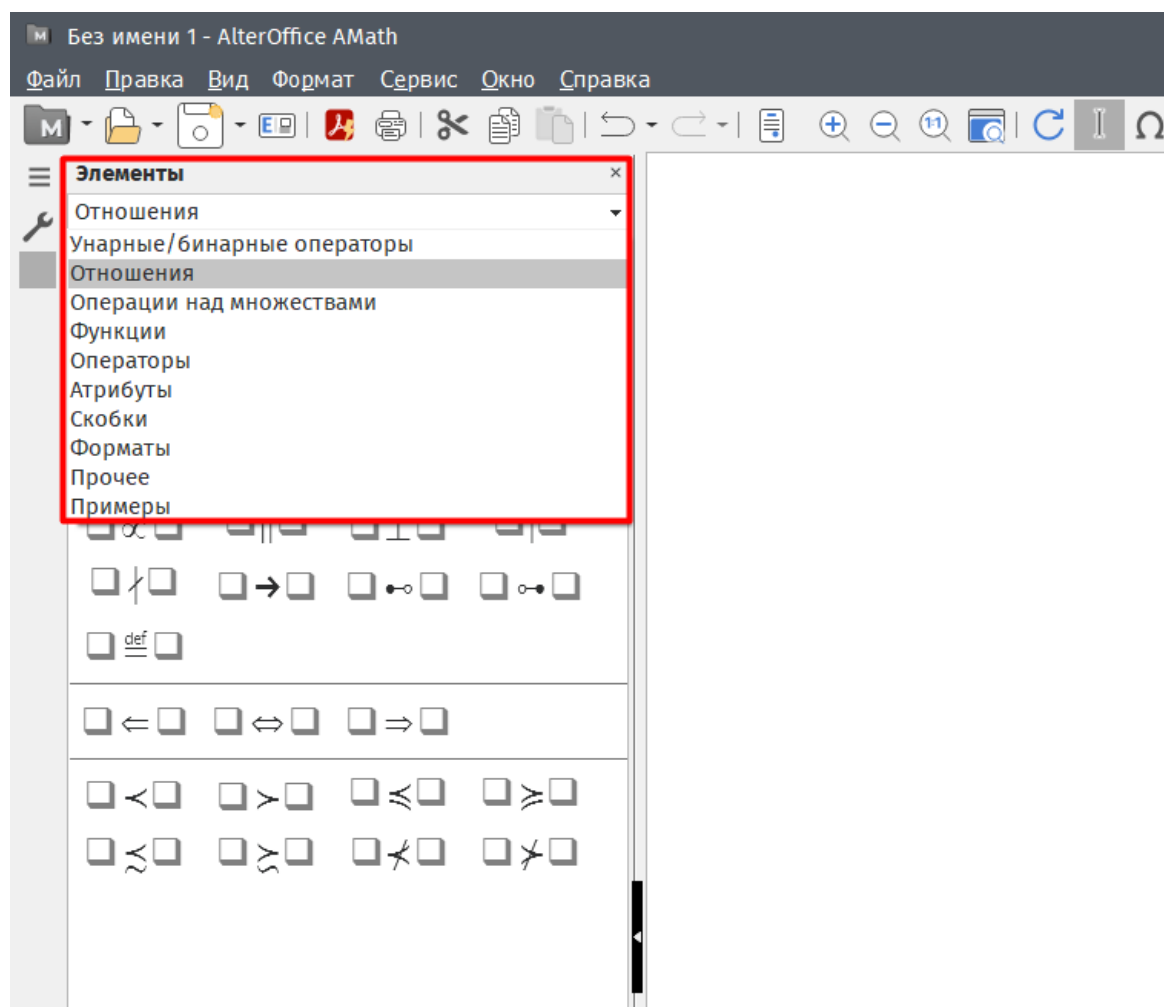 Без имени 1 - AlterOffice AMath
Файл Правка Вид Формат Сервис Окно Справка
Элементы
Отношения
Унарные/бинарные операторы
Отношения
Операции над множествами
Функции
Операторы
Атрибуты
Скобки
Форматы
Прочее
Примеры
def